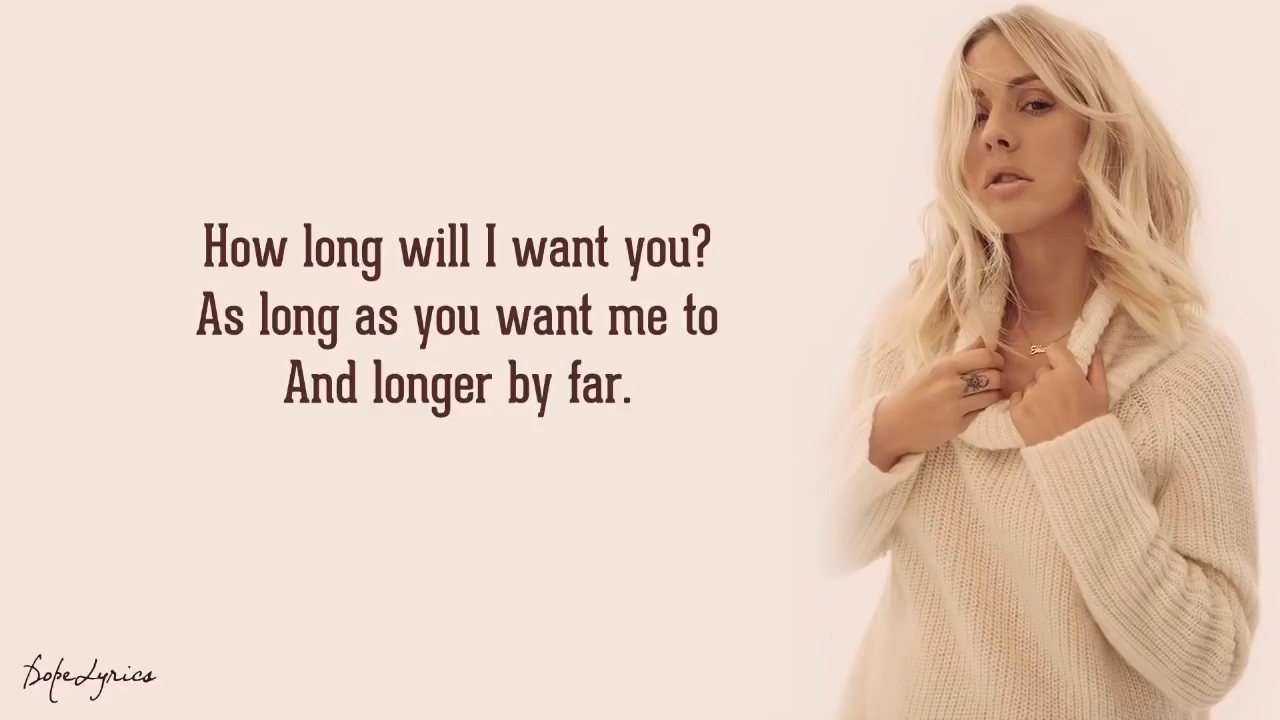 How long will I want you?
As long as you want me to
And longer by far.
DopeLyrics